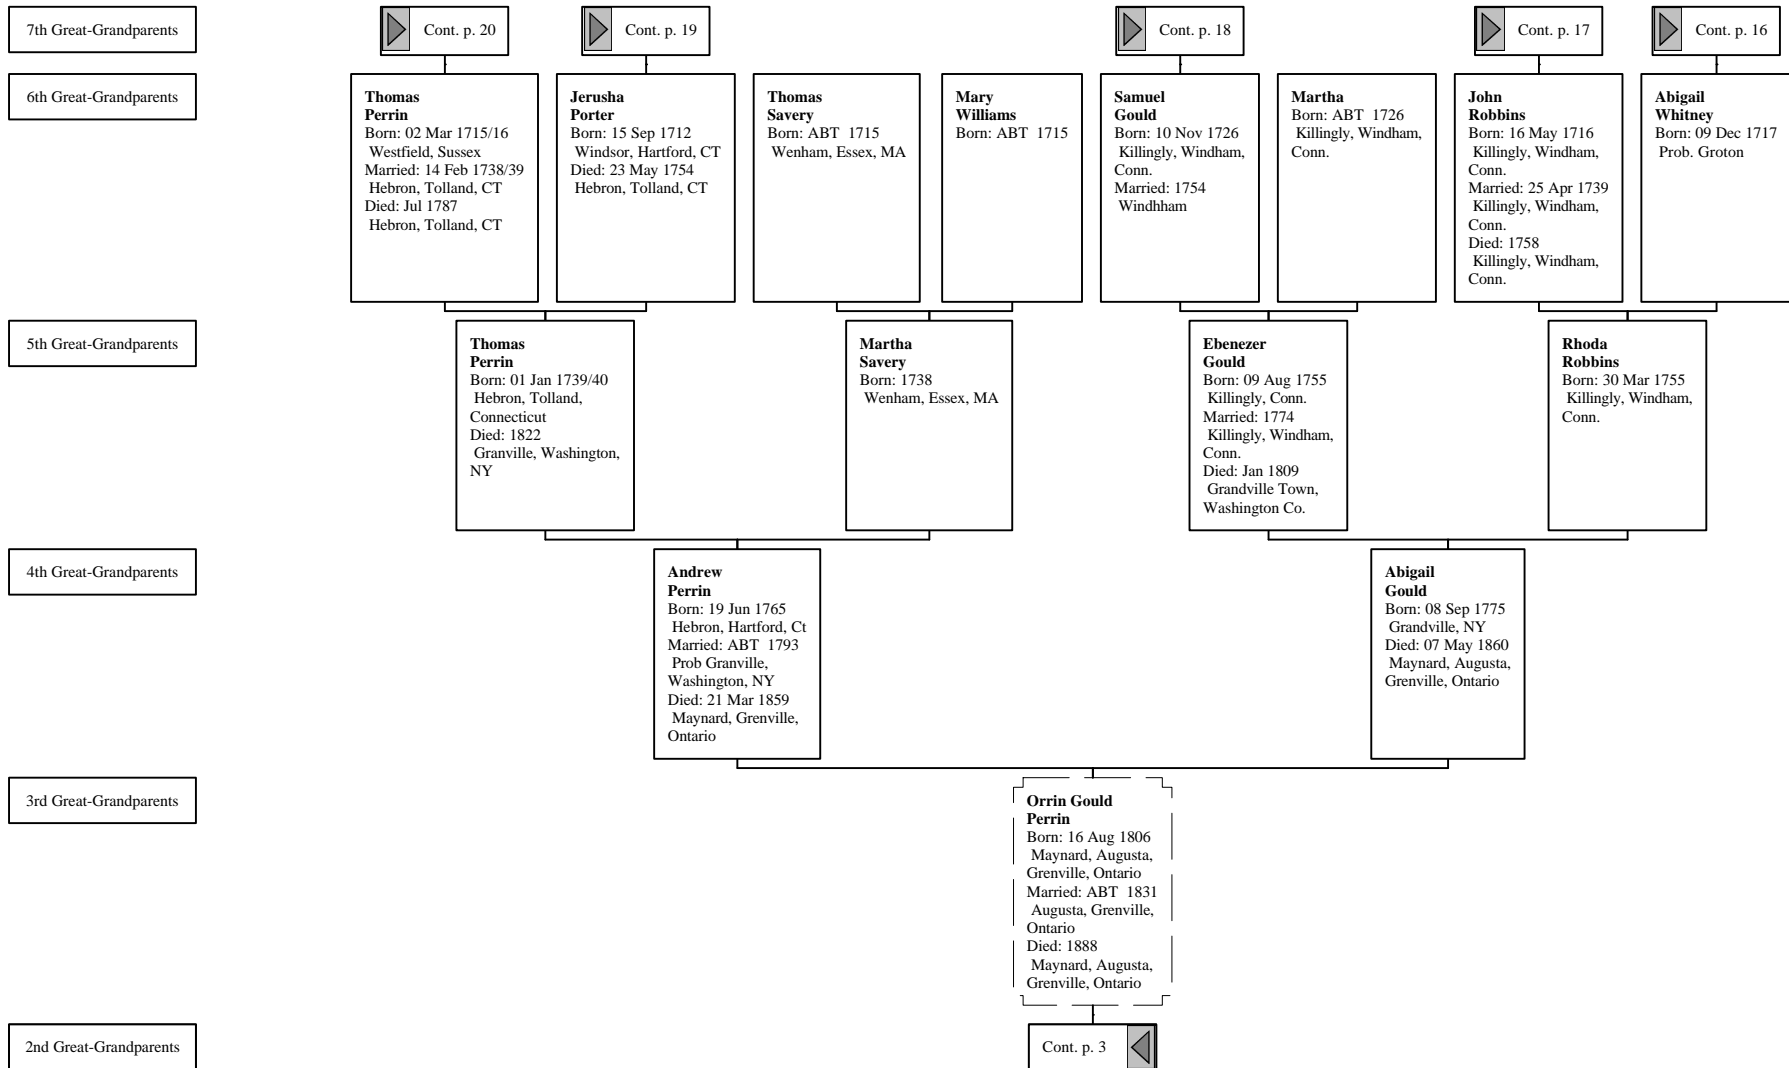 7th Great-Grandparents
Cont. p. 20
Cont. p. 19
Cont. p. 18
Cont. p. 17
Cont. p. 16
6th Great-Grandparents
Thomas
Perrin
Born: 02 Mar 1715/16
Westfield, Sussex
Married: 14 Feb 1738/39
Hebron, Tolland, CT
Died: Jul 1787
Hebron, Tolland, CT
Jerusha
Porter
Born: 15 Sep 1712
Windsor, Hartford, CT
Died: 23 May 1754
Hebron, Tolland, CT
Thomas
Savery
Born: ABT 1715
Wenham, Essex, MA
Mary
Williams
Born: ABT 1715
Samuel
Gould
Born: 10 Nov 1726
Killingly, Windham,
Conn.
Married: 1754
Windhham
Martha
Born: ABT 1726
Killingly, Windham,
Conn.
John
Robbins
Born: 16 May 1716
Killingly, Windham,
Conn.
Married: 25 Apr 1739
Killingly, Windham,
Conn.
Died: 1758
Killingly, Windham,
Conn.
Abigail
Whitney
Born: 09 Dec 1717
Prob. Groton
5th Great-Grandparents
Thomas
Perrin
Born: 01 Jan 1739/40
Hebron, Tolland,
Connecticut
Died: 1822
Granville, Washington,
NY
Martha
Savery
Born: 1738
Wenham, Essex, MA
Ebenezer
Gould
Born: 09 Aug 1755
Killingly, Conn.
Married: 1774
Killingly, Windham,
Conn.
Died: Jan 1809
Grandville Town,
Washington Co.
Rhoda
Robbins
Born: 30 Mar 1755
Killingly, Windham,
Conn.
4th Great-Grandparents
Andrew
Perrin
Born: 19 Jun 1765
Hebron, Hartford, Ct
Married: ABT 1793
Prob Granville,
Washington, NY
Died: 21 Mar 1859
Maynard, Grenville,
Ontario
Abigail
Gould
Born: 08 Sep 1775
Grandville, NY
Died: 07 May 1860
Maynard, Augusta,
Grenville, Ontario
3rd Great-Grandparents
Orrin Gould
Perrin
Born: 16 Aug 1806
Maynard, Augusta,
Grenville, Ontario
Married: ABT 1831
Augusta, Grenville,
Ontario
Died: 1888
Maynard, Augusta,
Grenville, Ontario
2nd Great-Grandparents
Cont. p. 3